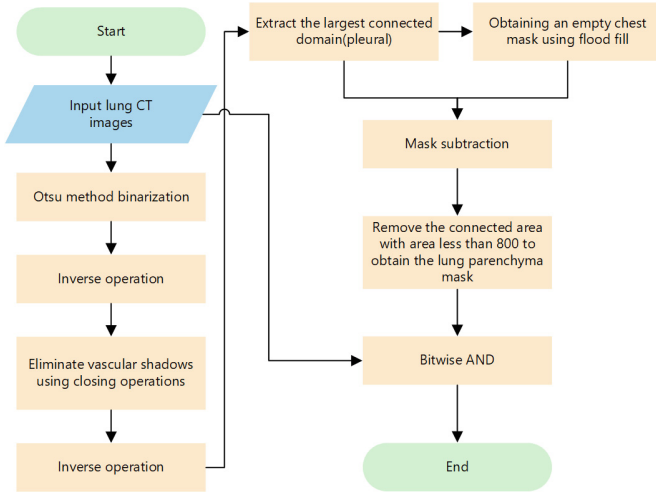 Start
Input lung CT
images
Otsu method binarization
Inverse operation
Eliminate vascular shadows
using closing operations
Inverse operation
Extract the largest connected
domain(pleural)
Obtaining an empty chest
mask using flood fill
Mask subtraction
Remove the connected area
with area less than 800 to
obtain the lung parenchyma
mask
Bitwise AND
End